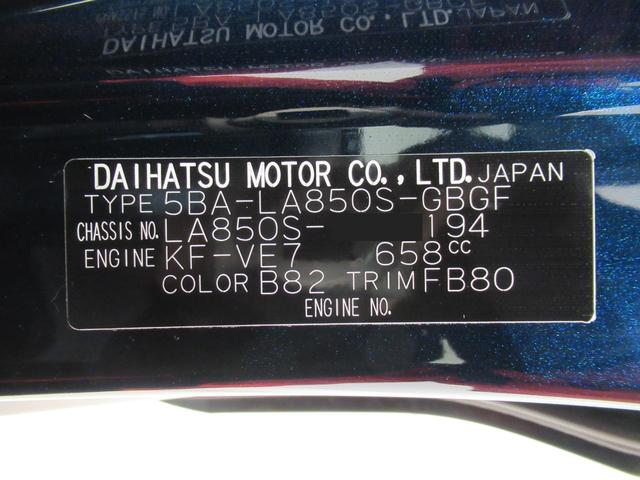 DAIHATSU MOTOR CO., LTD. JAPAN
TYPE 5BA-LA850S-GBGF
CHASSIS NO. LA850S- 194
ENGINE KF-VE7 658cc
COLOR B82 TRIM FB80
ENGINE NO.